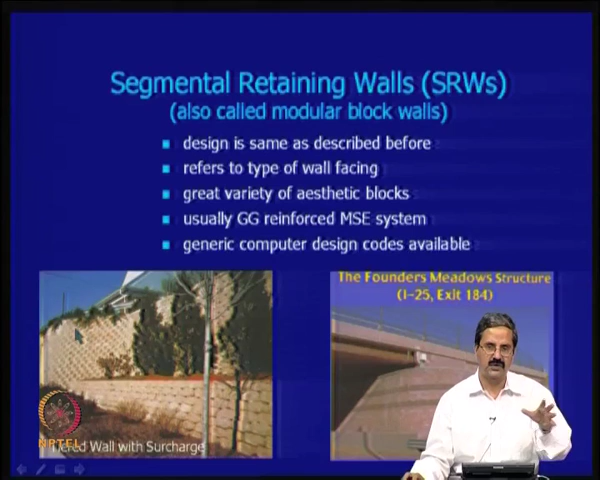 Segmental Retaining Walls (SRWs)
(also called modular block walls)
design is same as described before
refers to type of wall facing
great variety of aesthetic blocks
usually GG reinforced MSE system
generic computer design codes available
The Founders Meadows Structure
(I-25, Exit 184)
NPTEL
Tiered Wall with Surcharge